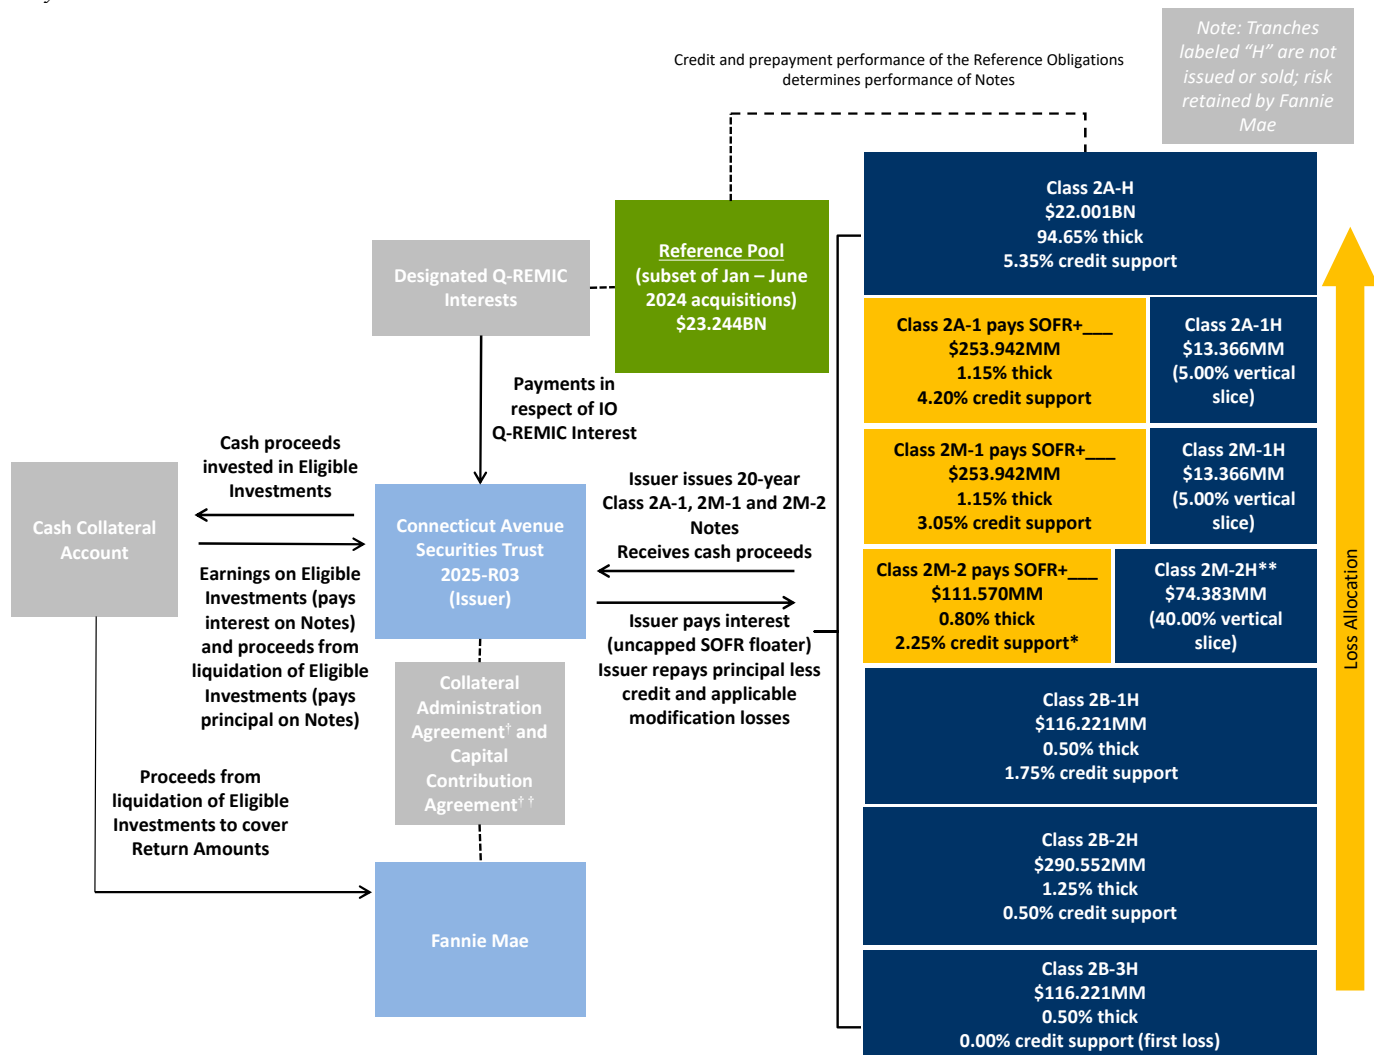 Note: Tranches
labeled “H” are not
issued or sold; risk
retained by Fannie
Mae
Credit and prepayment performance of the Reference Obligations
determines performance of Notes
Class 2A-H
$22.001BN
94.65% thick
5.35% credit support
Reference Pool
(subset of Jan – June
2024 acquisitions)
$23.244BN
Designated Q-REMIC
Interests
Class 2A-1 pays SOFR+___
$253.942MM
1.15% thick
4.20% credit support
Class 2A-1H
$13.366MM
(5.00% vertical
slice)
Payments in
respect of IO
Q-REMIC Interest
Cash proceeds
invested in Eligible
Investments
Class 2M-1 pays SOFR+___
$253.942MM
1.15% thick
3.05% credit support
Class 2M-1H
$13.366MM
(5.00% vertical
slice)
Issuer issues 20-year
Class 2A-1, 2M-1 and 2M-2
Notes
Receives cash proceeds
Cash Collateral
Account
Connecticut Avenue
Securities Trust
2025-R03
(Issuer)
Class 2M-2 pays SOFR+___
$111.570MM
0.80% thick
2.25% credit support*
Class 2M-2H**
$74.383MM
(40.00% vertical
slice)
Loss Allocation
Earnings on Eligible
Investments (pays
interest on Notes)
and proceeds from
liquidation of Eligible
Investments (pays
principal on Notes)
Issuer pays interest
(uncapped SOFR floater)
Issuer repays principal less
credit and applicable
modification losses
Collateral
Administration
Agreement† and
Capital
Contribution
Agreement† †
Class 2B-1H
$116.221MM
0.50% thick
1.75% credit support
Proceeds from
liquidation of Eligible
Investments to cover
Return Amounts
Class 2B-2H
$290.552MM
1.25% thick
0.50% credit support
Fannie Mae
Class 2B-3H
$116.221MM
0.50% thick
0.00% credit support (first loss)